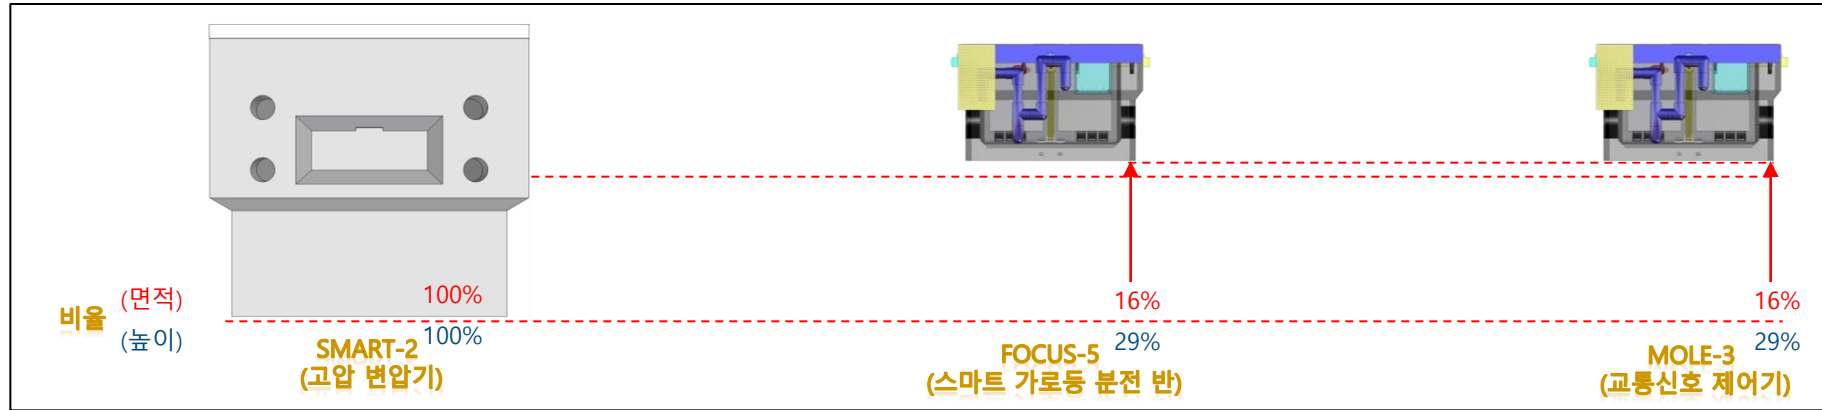 비율
(면적)
(높이)
100%
100%
SMART-2
(고압 변압기)
16%
29%
FOCUS-5
(스마트 가로등 분전 반)
16%
29%
MOLE-3
(교통신호 제어기)